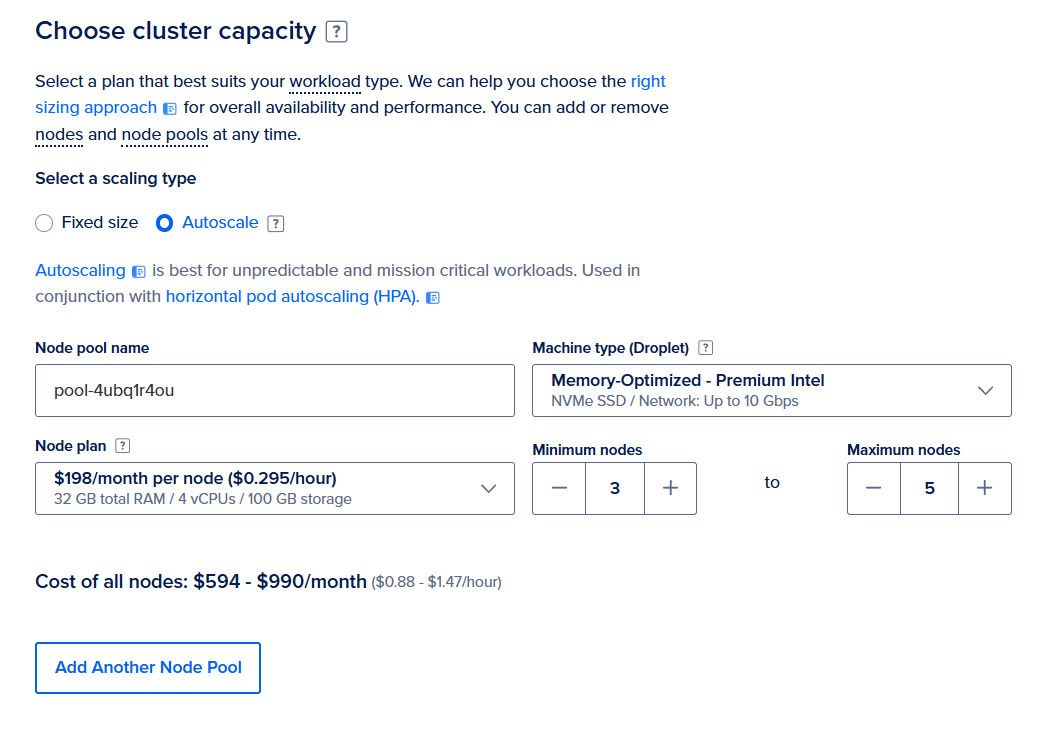 Choose cluster capacity ?
Select a plan that best suits your workload type. We can help you choose the right
sizing approach for overall availability and performance. You can add or remove
nodes and node pools at any time.
Select a scaling type
Fixed size Autoscale ?
Autoscaling is best for unpredictable and mission critical workloads. Used in
conjunction with horizontal pod autoscaling (HPA).
Node pool name
pool-4ubq1r4ou
Machine type (Droplet) ?
Memory-Optimized - Premium Intel
NVMe SSD / Network: Up to 10 Gbps
Node plan ?
$198/month per node ($0.295/hour)
32 GB total RAM / 4 vCPUs / 100 GB storage
Minimum nodes
− 3 +
to
Maximum nodes
− 5 +
Cost of all nodes: $594 - $990/month ($0.88 - $1.47/hour)
Add Another Node Pool